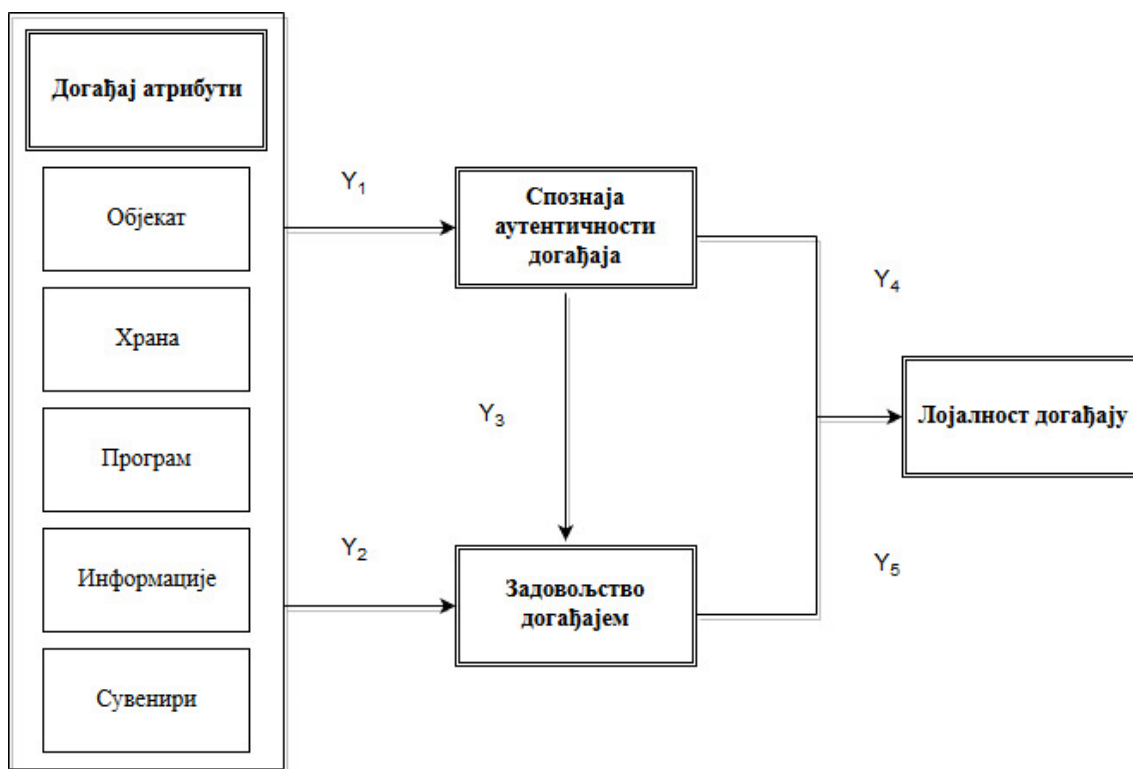 Догађај атрибути
Објекат
Храна
Програм
Информације
Сувенири
Y1
Y2
Спознаја
аутентичности
догађаја
Y3
Задовољство
догађајем
Y4
Y5
Лојалност догађају